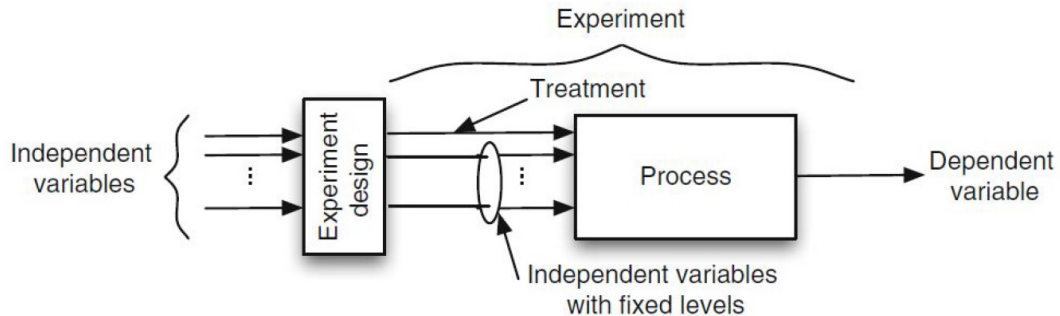 Experiment
Treatment
Independent
variables
...
Experiment
design
...
Process
Dependent
variable
Independent variables
with fixed levels